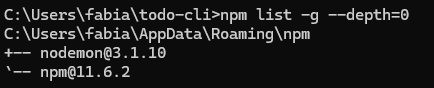 C:\Users\fabia\todo-cli>npm list -g --depth=0
C:\Users\fabia\AppData\Roaming\npm
+-- nodemon@3.1.10
`-- npm@11.6.2